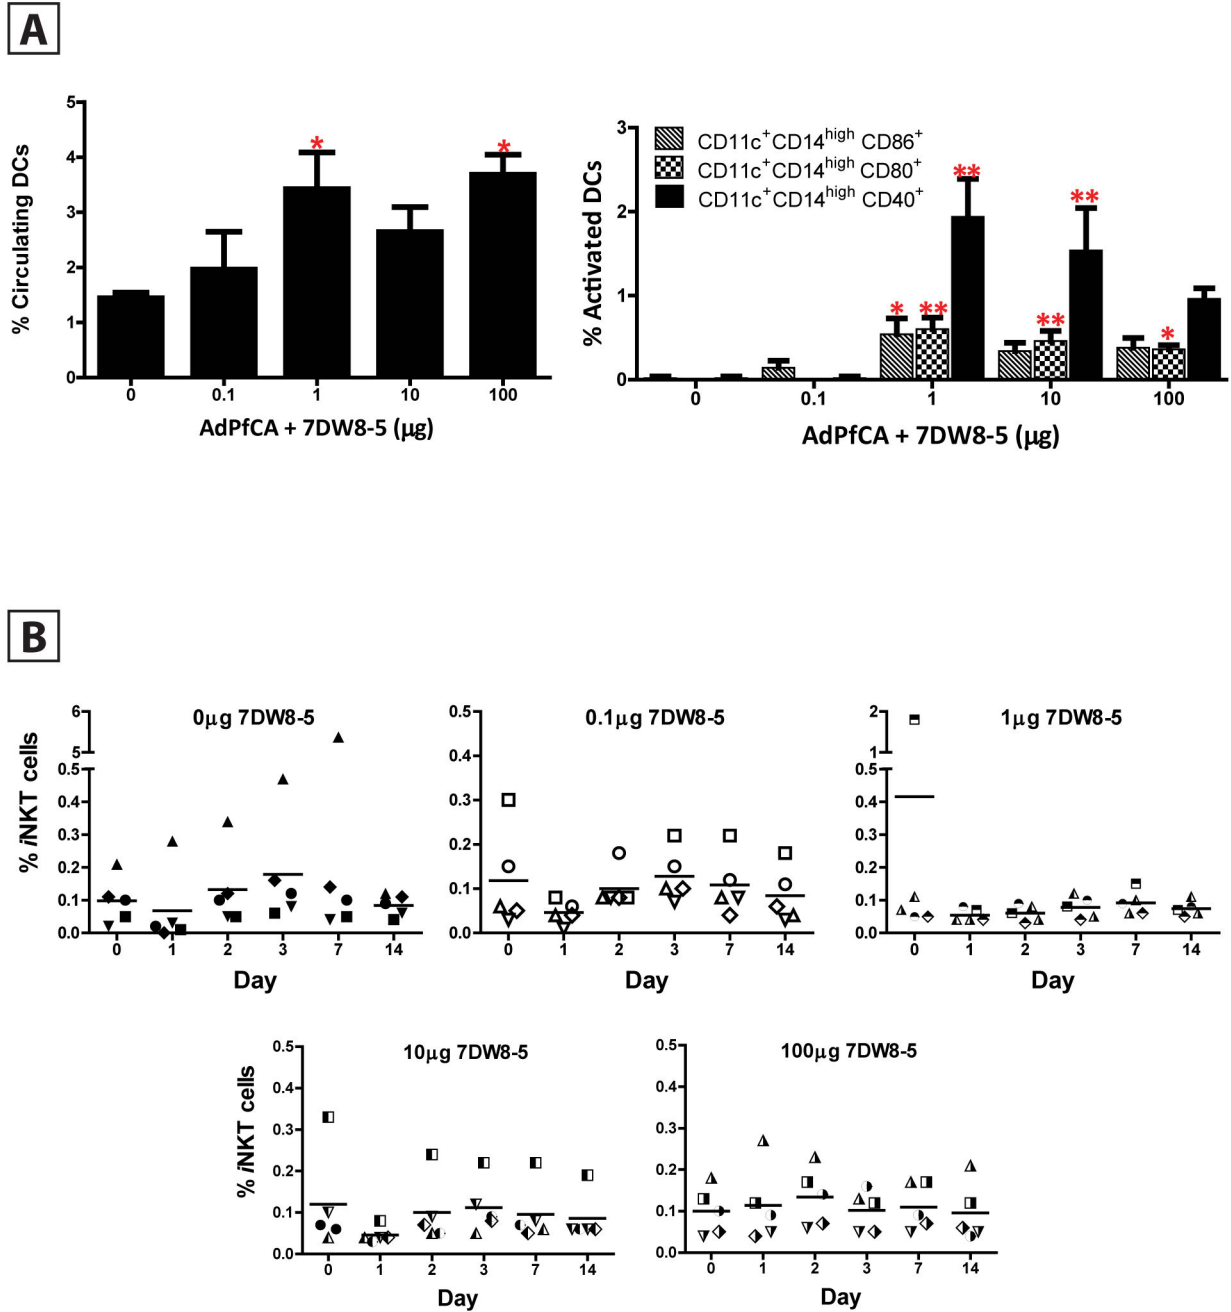 A
5
4
3
2
1
0
% Circulating DCs
* *
0 0.1 1 10 100
AdPfCA + 7DW8-5 (µg)
3
2
1
0
% Activated DCs
CD11c+CD14high CD86+
CD11c+CD14high CD80+
CD11c+CD14high CD40+
* ** ** ** ** *
0 0.1 1 10 100
AdPfCA + 7DW8-5 (µg)
B
0µg 7DW8-5
% iNKT cells
6
5
0.5
0.4
0.3
0.2
0.1
0.0
0 1 2 3 7 14
Day
0.1µg 7DW8-5
0.5
0.4
0.3
0.2
0.1
0.0
0 1 2 3 7 14
Day
1µg 7DW8-5
2
1
0.5
0.4
0.3
0.2
0.1
0.0
0 1 2 3 7 14
Day
10µg 7DW8-5
% iNKT cells
0.5
0.4
0.3
0.2
0.1
0.0
0 1 2 3 7 14
Day
100µg 7DW8-5
0.5
0.4
0.3
0.2
0.1
0.0
0 1 2 3 7 14
Day